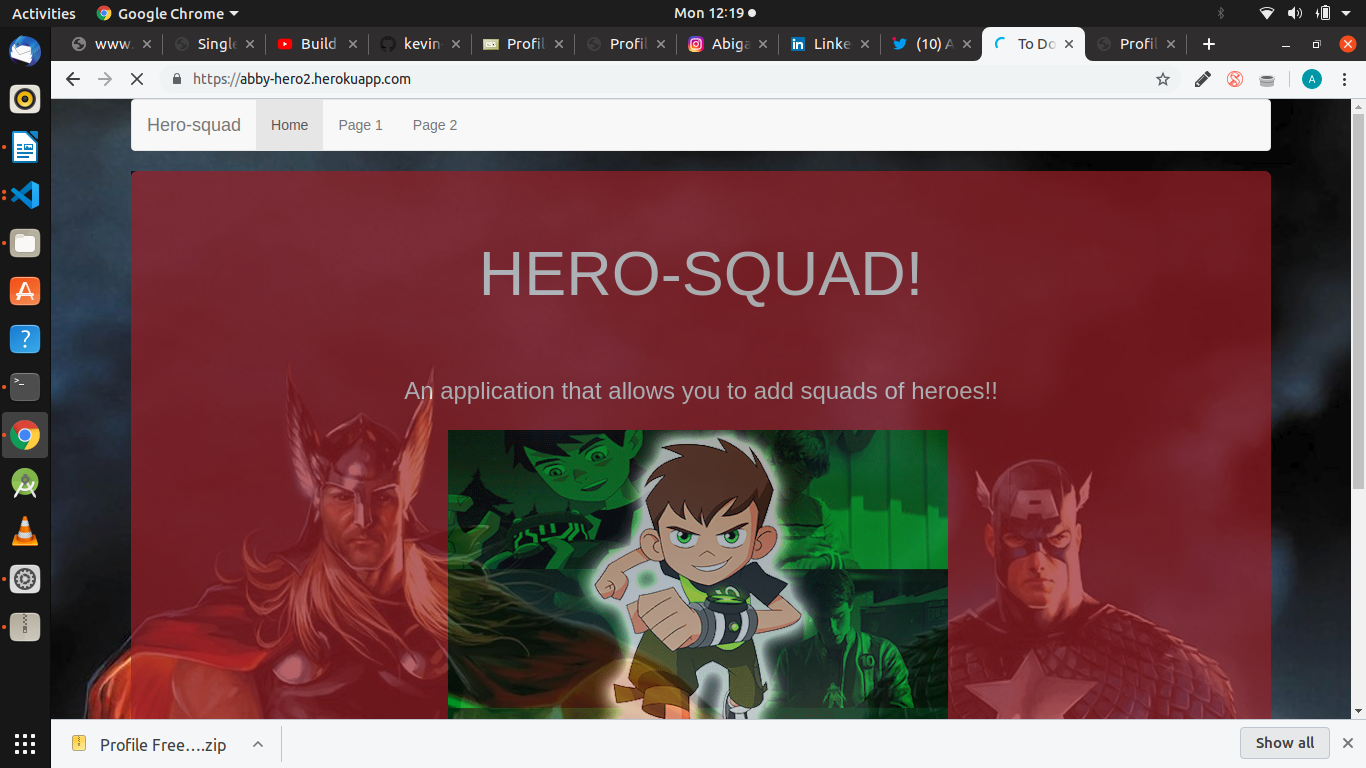 Activities Google Chrome Mon 12:19
www. Single Build kevin- Profil Profil Abiga Linke (10) A To Do Profil
https://abby-hero2.herokuapp.com A
Hero-squad Home Page 1 Page 2
HERO-SQUAD!
An application that allows you to add squads of heroes!!
10
Profile Free….zip Show all